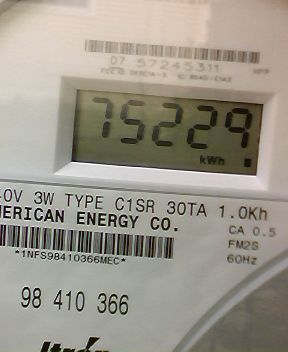 07 57245311
75229
kWh
0V 3W TYPE C1SR 30TA 1.0Kh
MERICAN ENERGY CO.
CA 0.5
FM2S
60Hz
*1NFS98410366MEC*
98 410 366
Itrón